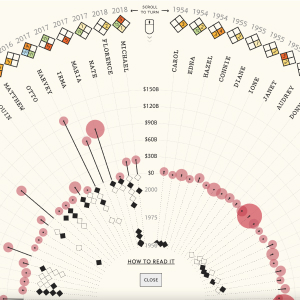 SCROLL
TO TURN
2016 2017 2017 2017 2018 2018
1954 1954 1954 1954 1955 1955 1955
QUIN
MATTHEW
OTTO
HARVEY
IRMA
MARIA
NATE
FLORENCE
MICHAEL
CAROL
EDNA
HAZEL
CONNIE
DIANE
IONE
JANET
AUDREY
$150B
$120B
$90B
$60B
$30B
$0
2000
1975
HOW TO READ IT
CLOSE